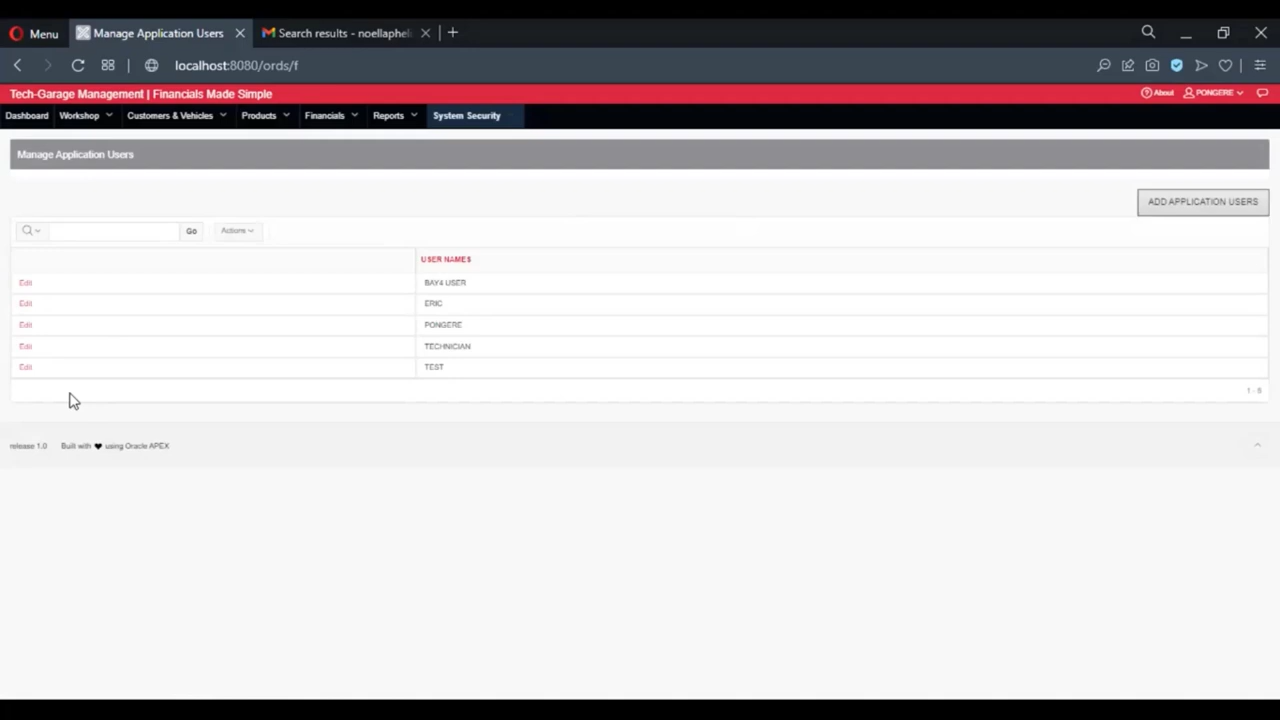 Menu
Manage Application Users
Search results - noellaphel
localhost:8080/ords/f
Tech-Garage Management | Financials Made Simple
About PONGERE
Dashboard Workshop Customers & Vehicles Products Financials Reports System Security
Manage Application Users
ADD APPLICATION USERS
Go Actions
USER NAMES
Edit BAY4 USER
Edit ERIC
Edit PONGERE
Edit TECHNICIAN
Edit TEST
1 - 5
release 1.0 Built with ♥ using Oracle APEX